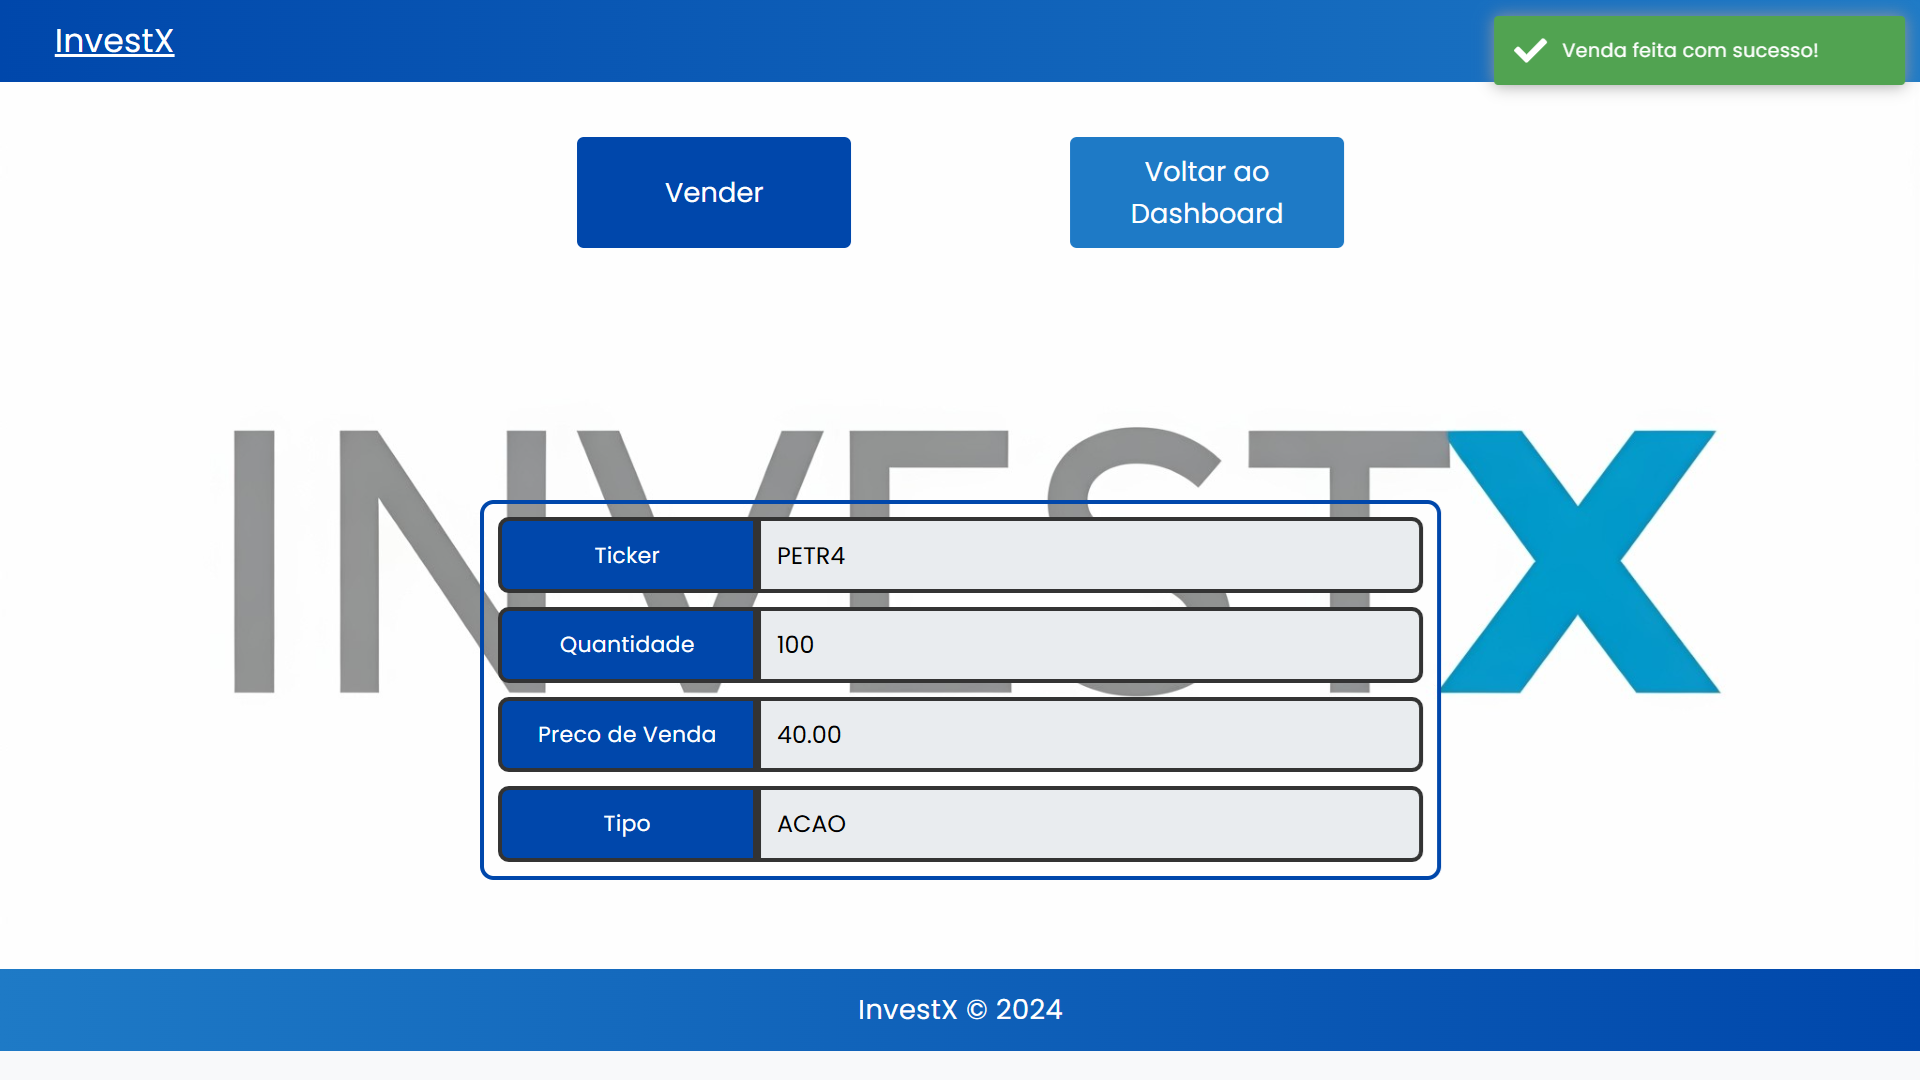 InvestX
Venda feita com sucesso!
Vender
Voltar ao
Dashboard
INVESTX
Ticker
PETR4
Quantidade
100
Preco de Venda
40.00
Tipo
ACAO
InvestX © 2024